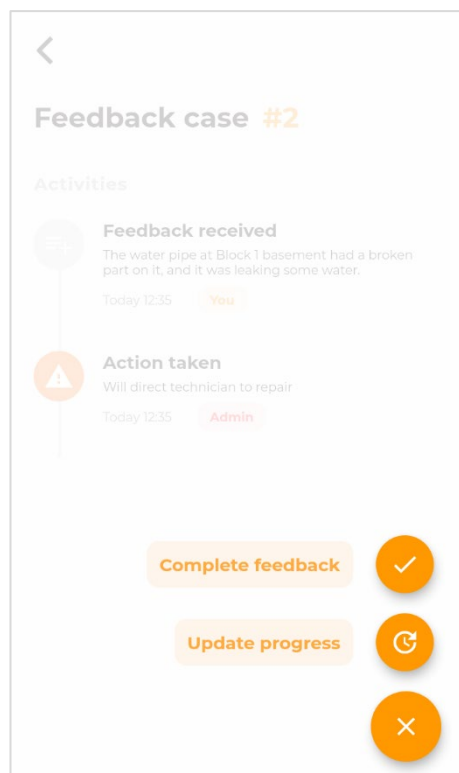 Feedback case #2
Activities
Feedback received
The water pipe at Block 1 basement had a broken
part on it, and it was leaking some water.
Today 12:35 You
Action taken
Will direct technician to repair
Today 12:35 Admin
Complete feedback
Update progress